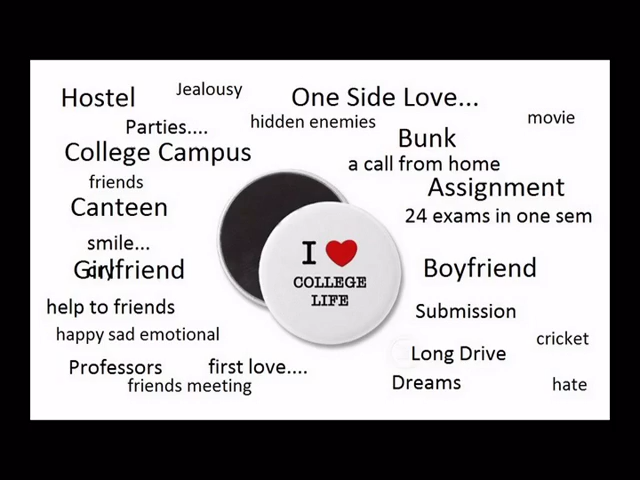 Hostel
Jealousy
One Side Love...
Parties....
hidden enemies
movie
College Campus
Bunk
a call from home
friends
Assignment
Canteen
24 exams in one sem
smile...
cry
Girlfriend
I ❤
COLLEGE
LIFE
Boyfriend
help to friends
Submission
happy sad emotional
cricket
Long Drive
Professors
first love....
friends meeting
Dreams
hate